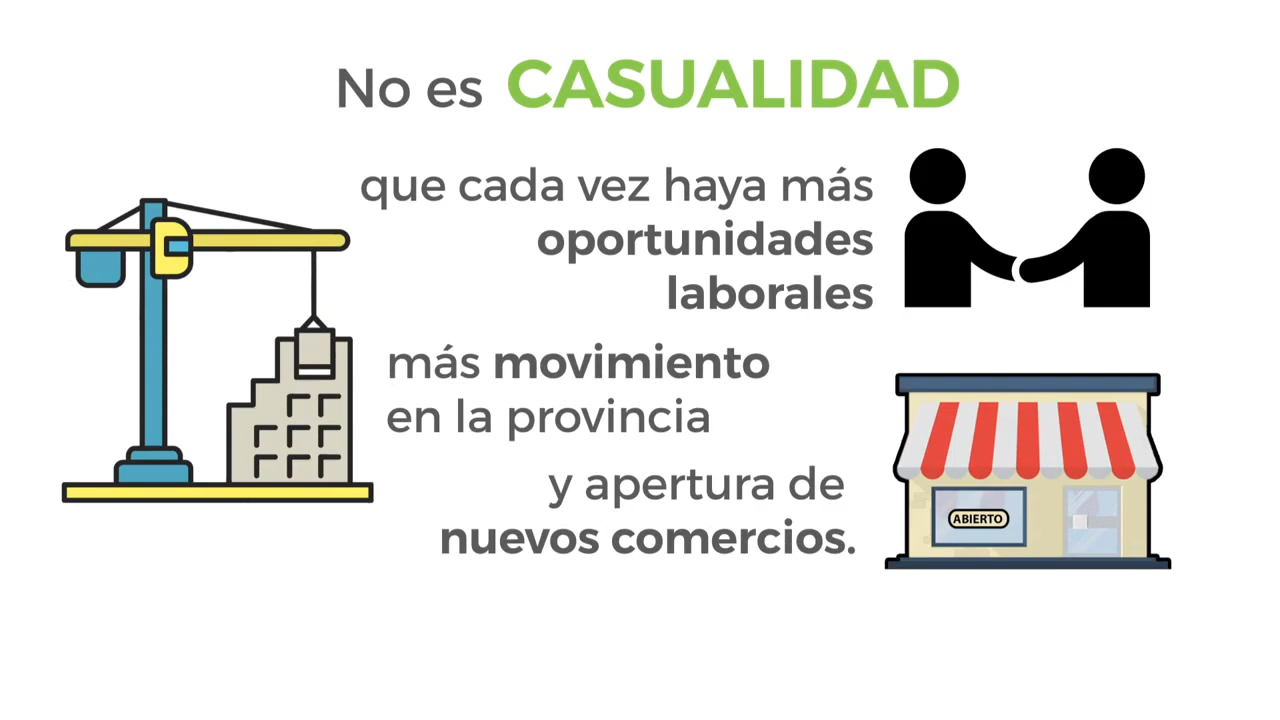 No es CASUALIDAD
que cada vez haya más
oportunidades
laborales
más movimiento
en la provincia
y apertura de
nuevos comercios.
ABIERTO